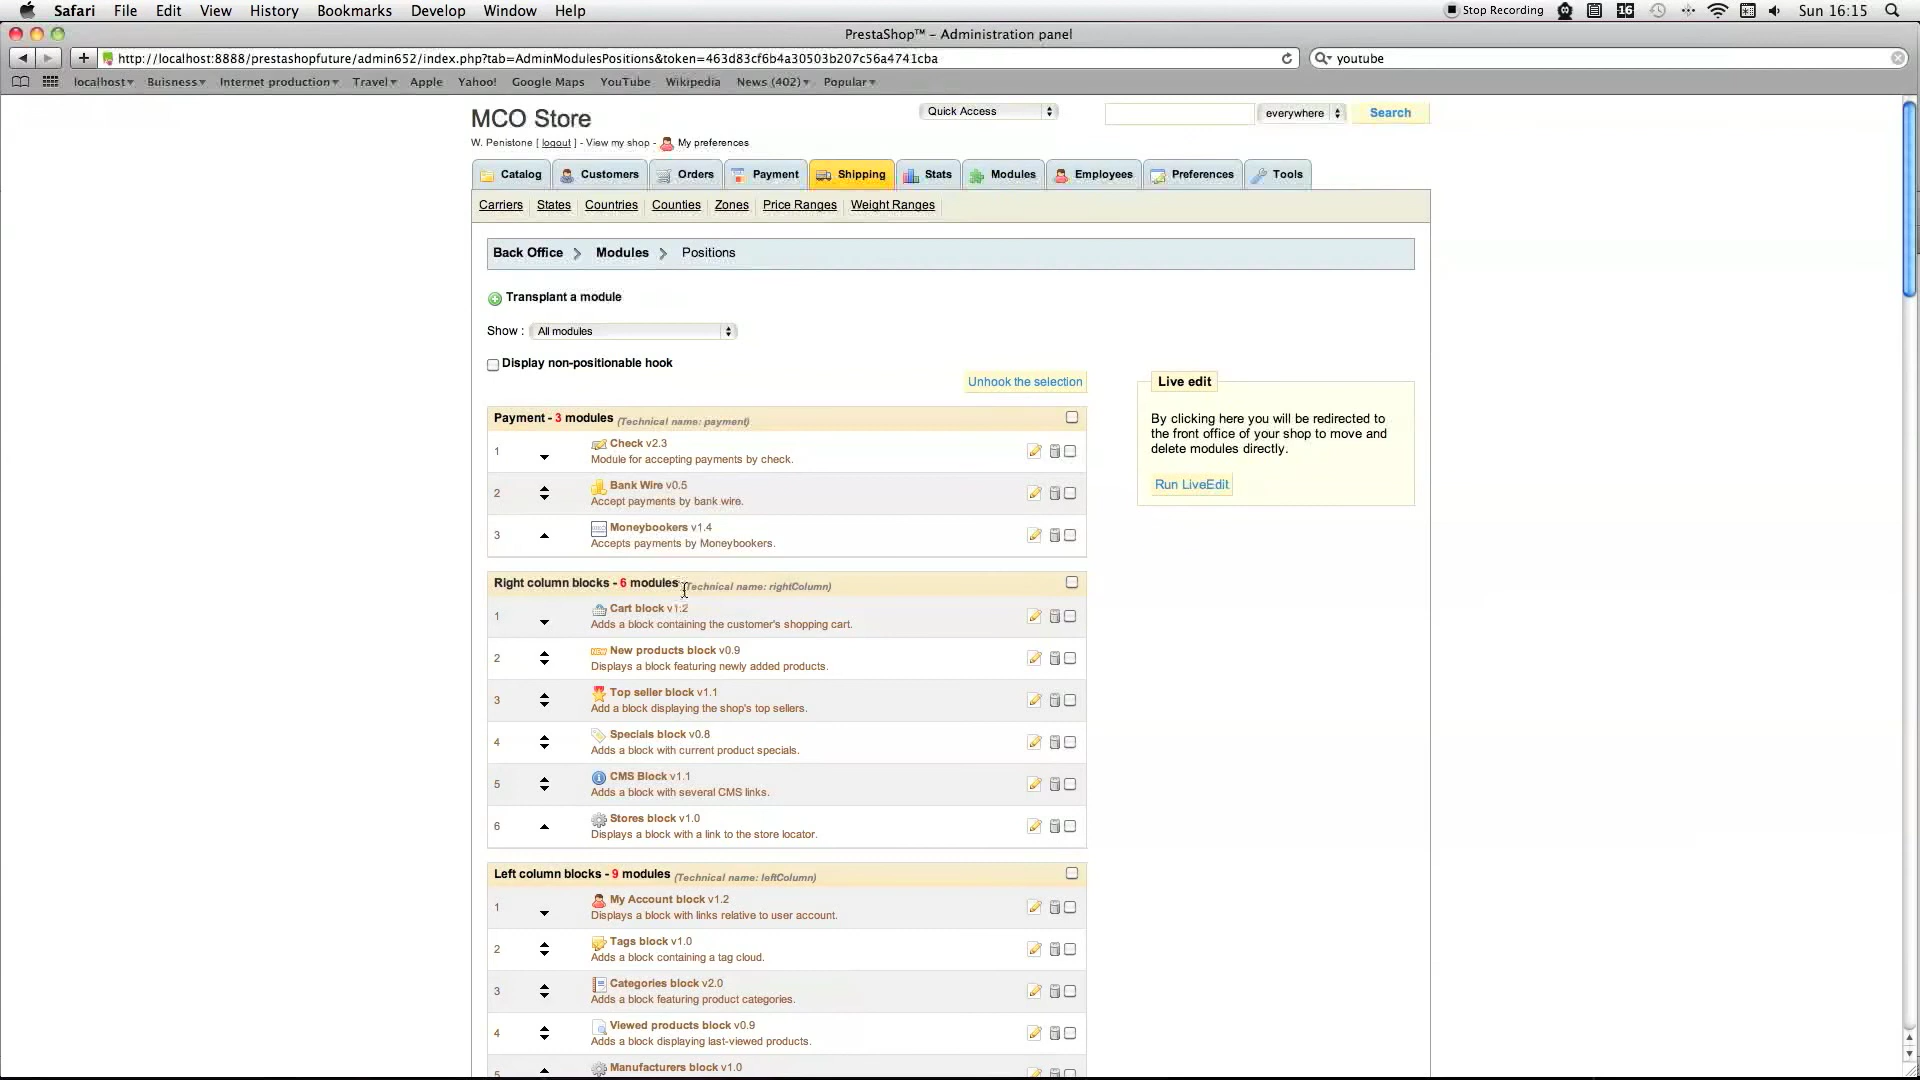 Safari File Edit View History Bookmarks Develop Window Help Stop Recording 16 Sun 16:15
PrestaShop™ – Administration panel
http://localhost:8888/prestashopfuture/admin652/index.php?tab=AdminModulesPositions&token=463d83cf6b4a30503b207c56a4741cba youtube
localhost Buisness Internet production Travel Apple Yahoo! Google Maps YouTube Wikipedia News (402) Popular
MCO Store Quick Access everywhere Search
W. Penistone [ logout ] - View my shop - My preferences
Catalog Customers Orders Payment Shipping Stats Modules Employees Preferences Tools
Carriers States Countries Counties Zones Price Ranges Weight Ranges
Back Office Modules Positions
Transplant a module
Show : All modules
Display non-positionable hook
Unhook the selection
Payment - 3 modules (Technical name: payment)
1 Check v2.3
Module for accepting payments by check.
2 Bank Wire v0.5
Accept payments by bank wire.
3 Moneybookers v1.4
Accepts payments by Moneybookers.
Right column blocks - 6 modules (Technical name: rightColumn)
1 Cart block v1.2
Adds a block containing the customer's shopping cart.
2 New products block v0.9
Displays a block featuring newly added products.
3 Top seller block v1.1
Add a block displaying the shop's top sellers.
4 Specials block v0.8
Adds a block with current product specials.
5 CMS Block v1.1
Adds a block with several CMS links.
6 Stores block v1.0
Displays a block with a link to the store locator.
Left column blocks - 9 modules (Technical name: leftColumn)
1 My Account block v1.2
Displays a block with links relative to user account.
2 Tags block v1.0
Adds a block containing a tag cloud.
3 Categories block v2.0
Adds a block featuring product categories.
4 Viewed products block v0.9
Adds a block displaying last-viewed products.
5 Manufacturers block v1.0
Live edit
By clicking here you will be redirected to
the front office of your shop to move and
delete modules directly.
Run LiveEdit